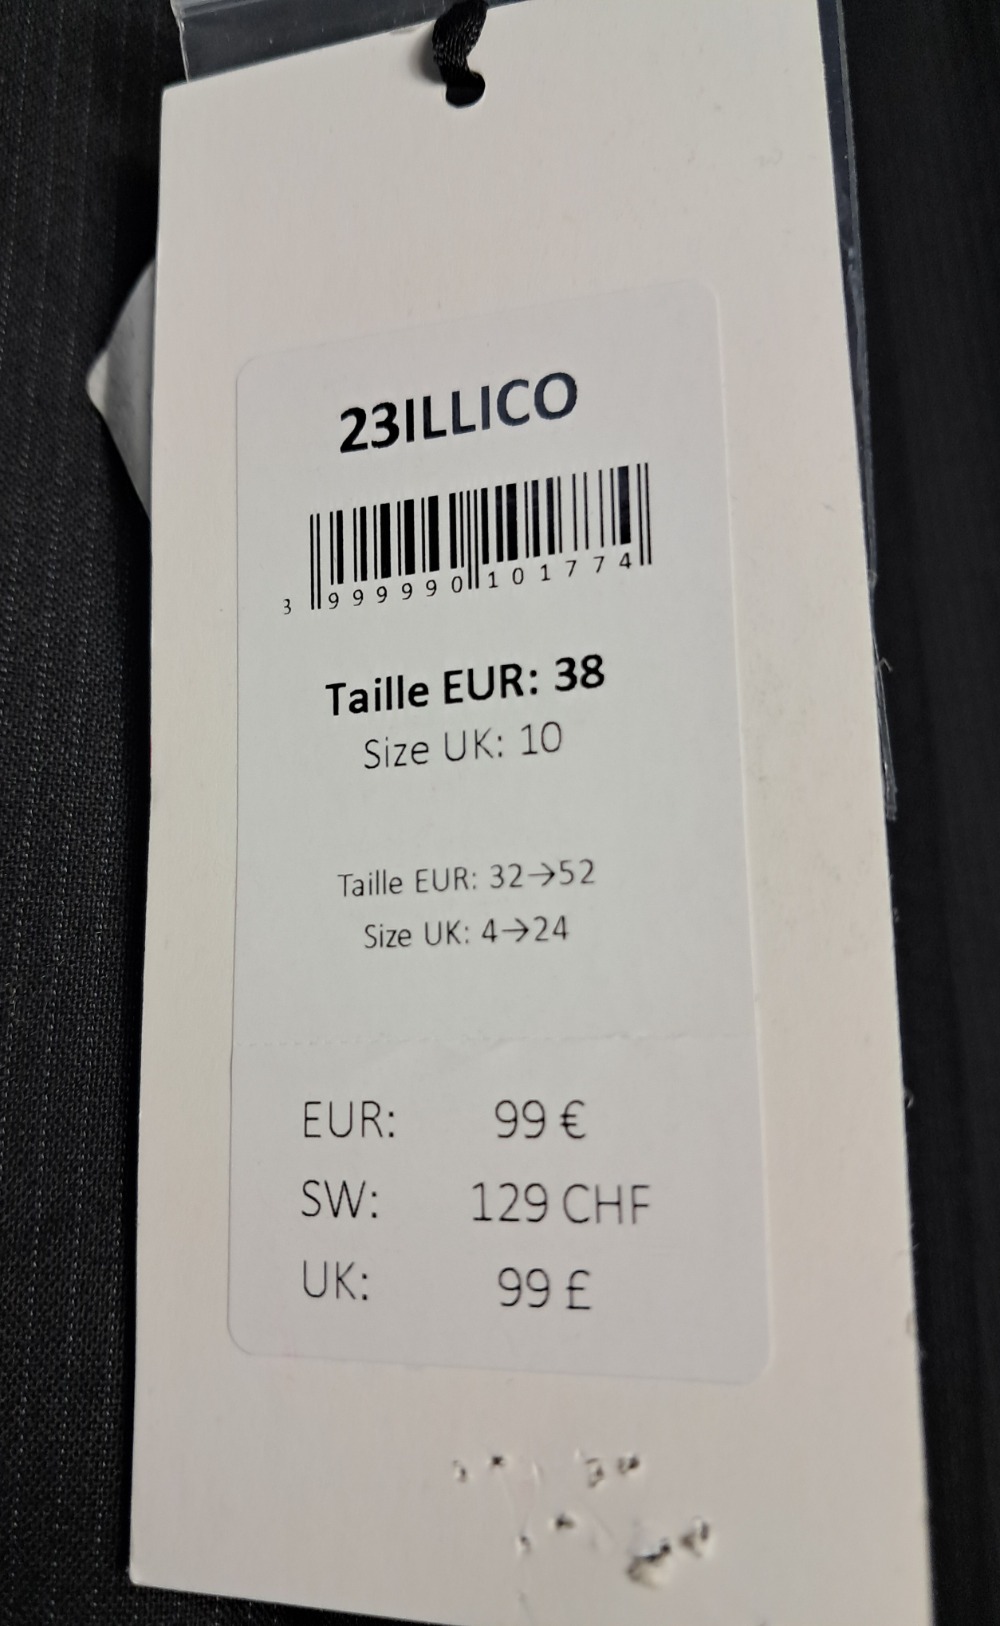 23ILLICO
3 999990 101774
Taille EUR: 38
Size UK: 10
Taille EUR: 32→52
Size UK: 4→24
EUR: 99 €
SW: 129 CHF
UK: 99 £